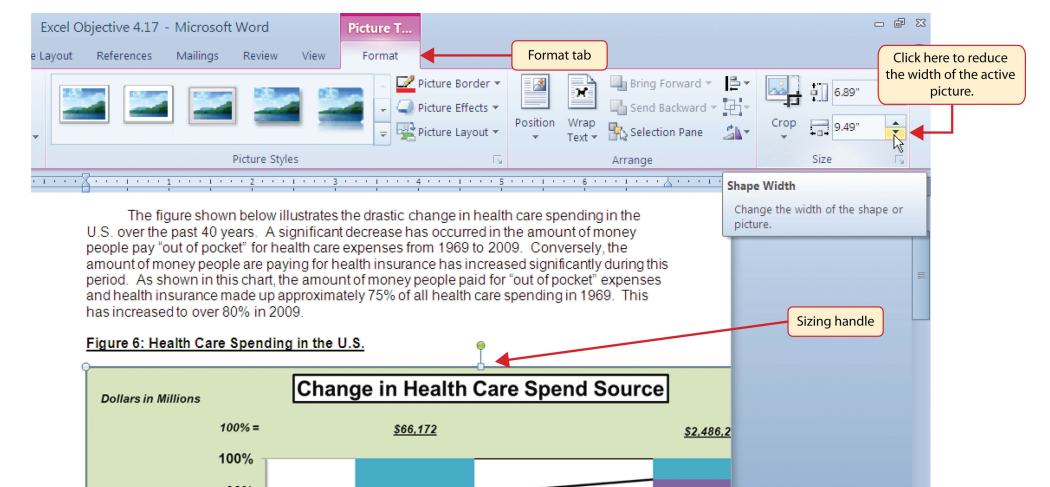 Excel Objective 4.17 - Microsoft Word
Picture T...
e Layout References Mailings Review View Format
Format tab
Click here to reduce
the width of the active
picture.
Picture Border
Picture Effects
Picture Layout
Picture Styles
Position
Wrap
Text
Bring Forward
Send Backward
Selection Pane
Arrange
Crop
6.89"
9.49"
Size
1 2 3 4 5 6
Shape Width
Change the width of the shape or
picture.
The figure shown below illustrates the drastic change in health care spending in the
U.S. over the past 40 years. A significant decrease has occurred in the amount of money
people pay “out of pocket” for health care expenses from 1969 to 2009. Conversely, the
amount of money people are paying for health insurance has increased significantly during this
period. As shown in this chart, the amount of money people paid for “out of pocket” expenses
and health insurance made up approximately 75% of all health care spending in 1969. This
has increased to over 80% in 2009.
Sizing handle
Figure 6: Health Care Spending in the U.S.
Change in Health Care Spend Source
Dollars in Millions
100% = $66,172 $2,486,2
100%